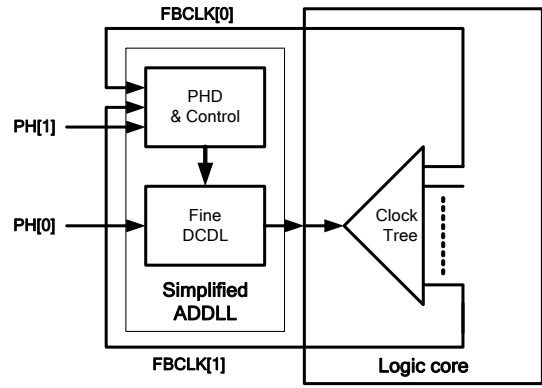 FBCLK[0]
PHD
& Control
PH[1]
PH[0]
Fine
DCDL
Clock
Tree
Simplified
ADDLL
FBCLK[1]
Logic core